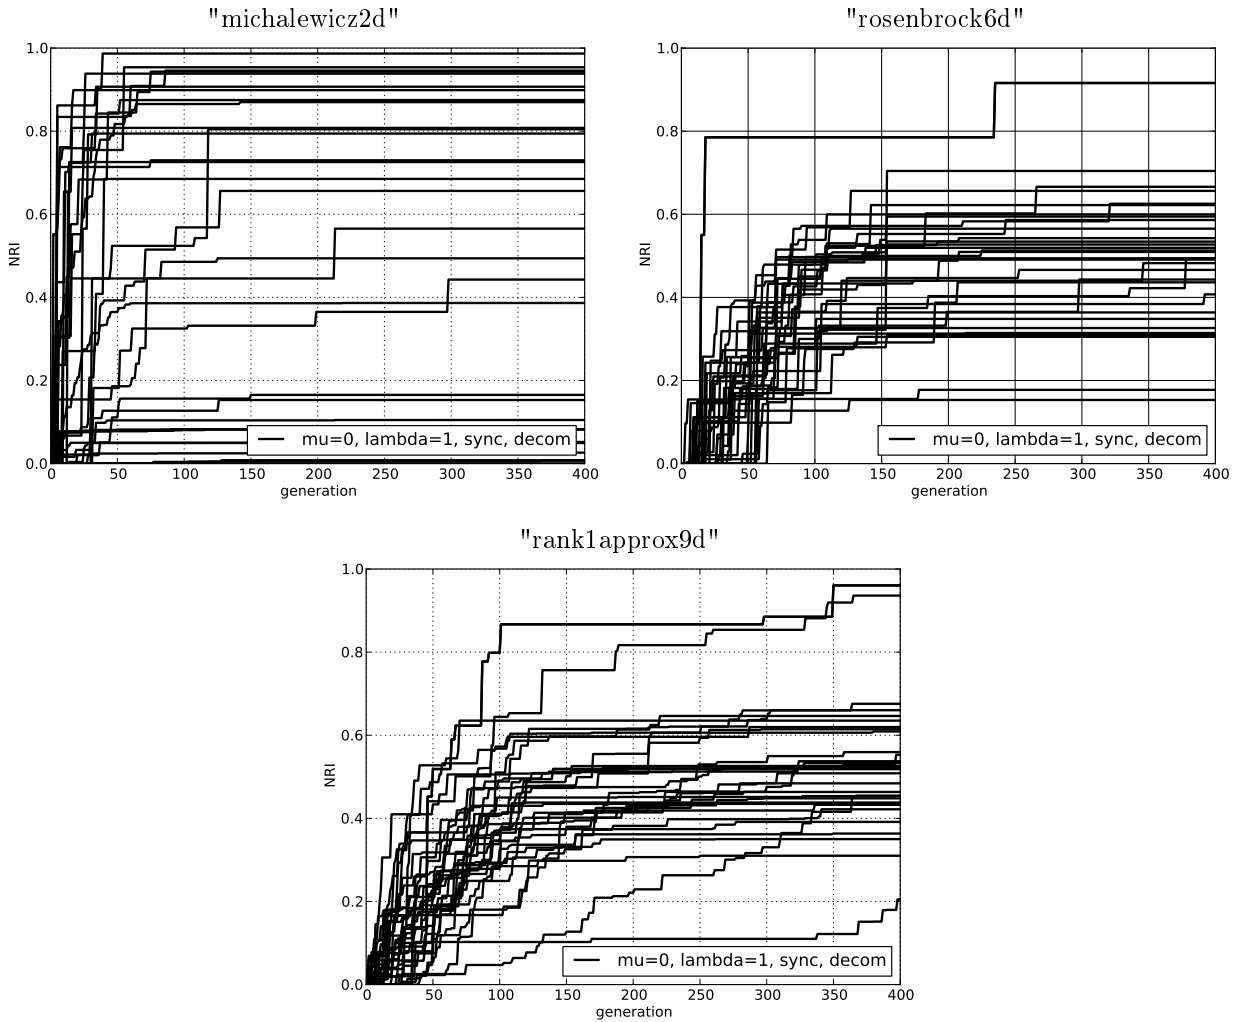 "michalewicz2d"
"rosenbrock6d"
1.0
0.8
0.6
0.4
0.2
0.0
NRI
0 50 100 150 200 250 300 350 400
generation
mu=0, lambda=1, sync, decom
1.0
0.8
0.6
0.4
0.2
0.0
NRI
0 50 100 150 200 250 300 350 400
generation
mu=0, lambda=1, sync, decom
"rank1approx9d"
1.0
0.8
0.6
0.4
0.2
0.0
NRI
0 50 100 150 200 250 300 350 400
generation
mu=0, lambda=1, sync, decom